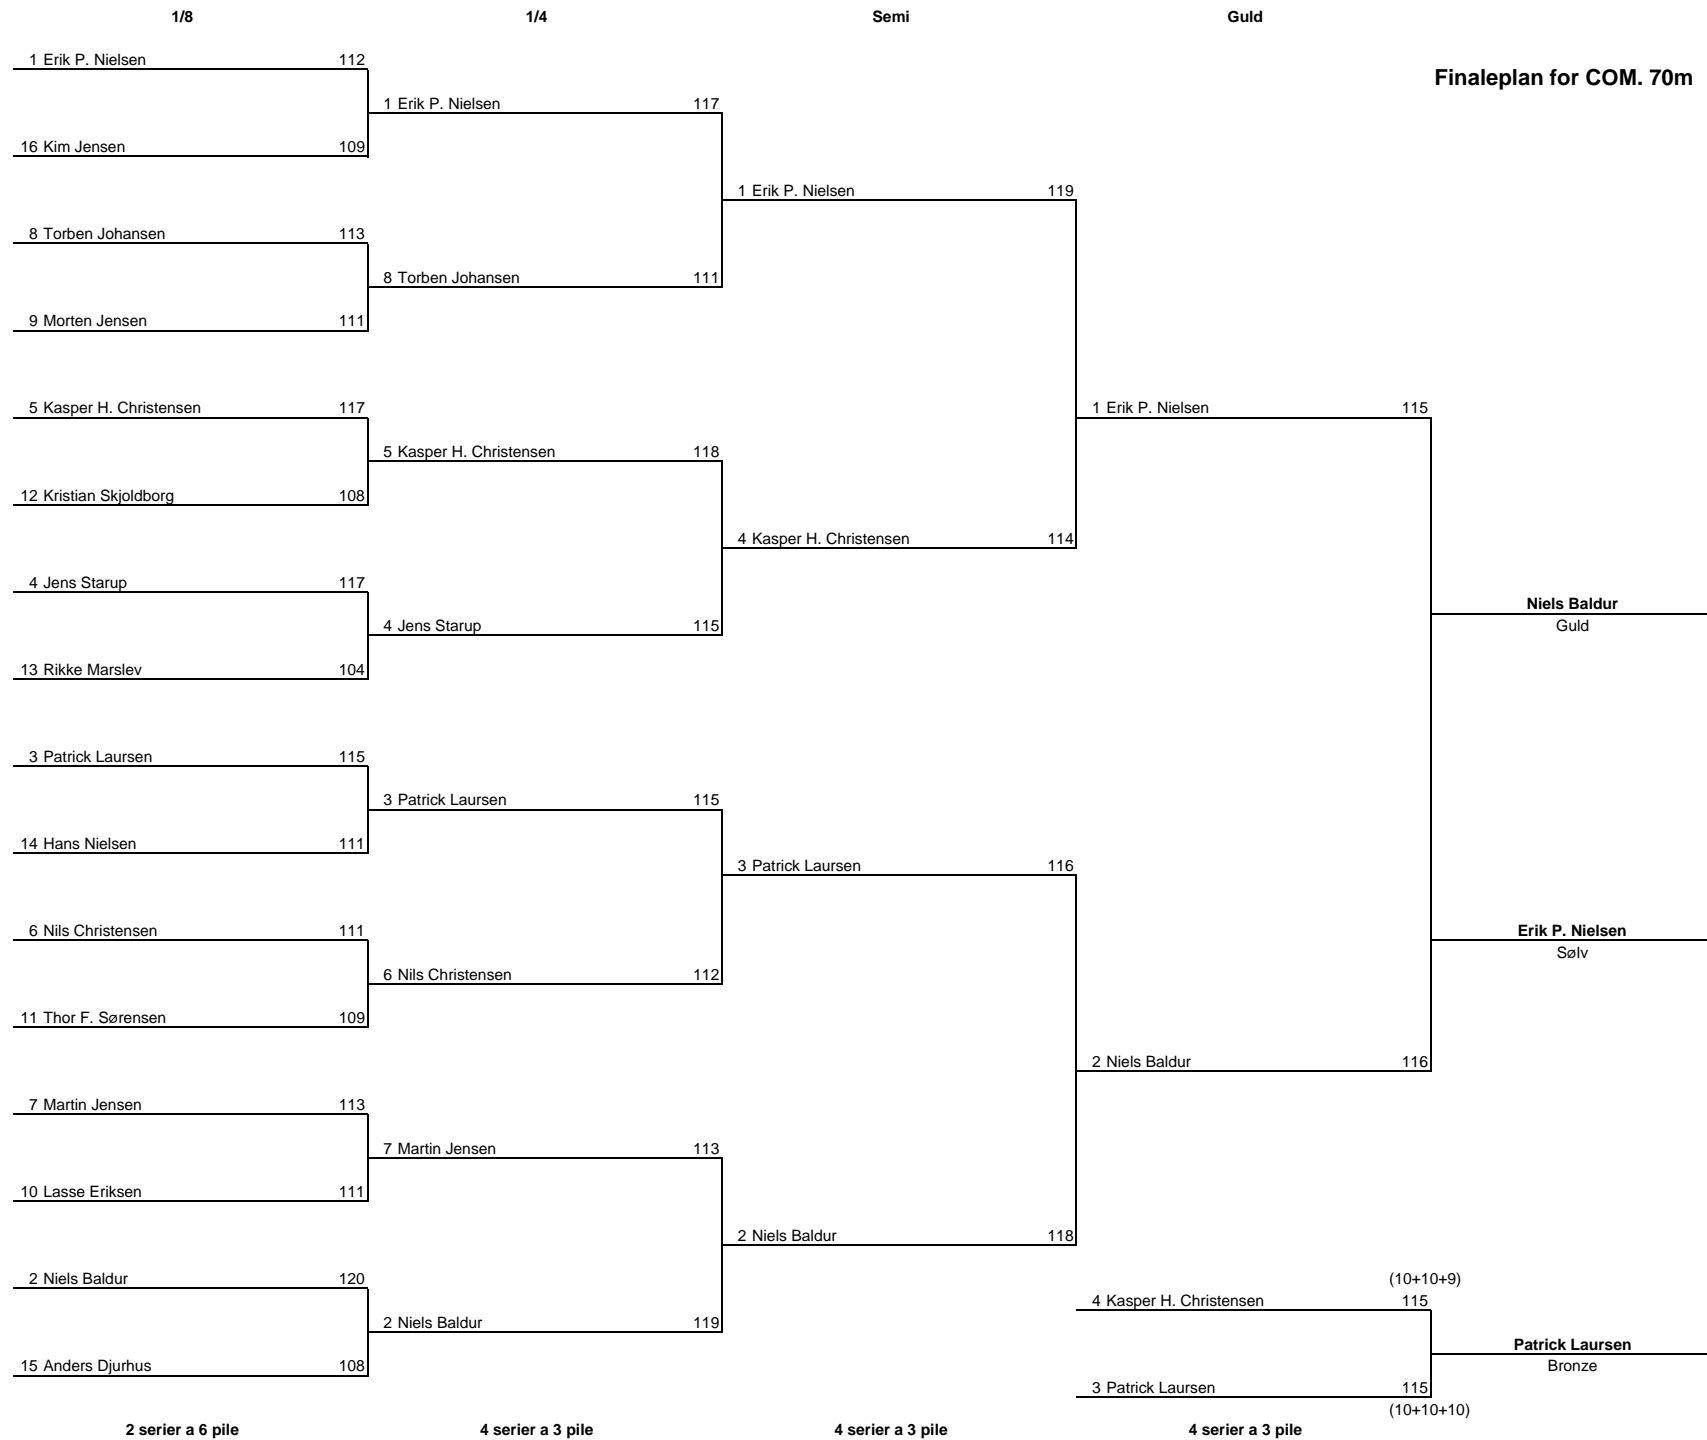 1/8 1/4 Semi Guld
Finaleplan for COM. 70m
1 Erik P. Nielsen 112
16 Kim Jensen 109
8 Torben Johansen 113
9 Morten Jensen 111
5 Kasper H. Christensen 117
12 Kristian Skjoldborg 108
4 Jens Starup 117
13 Rikke Marslev 104
3 Patrick Laursen 115
14 Hans Nielsen 111
6 Nils Christensen 111
11 Thor F. Sørensen 109
7 Martin Jensen 113
10 Lasse Eriksen 111
2 Niels Baldur 120
15 Anders Djurhus 108
2 serier a 6 pile
1 Erik P. Nielsen 117
8 Torben Johansen 111
5 Kasper H. Christensen 118
4 Jens Starup 115
3 Patrick Laursen 115
6 Nils Christensen 112
7 Martin Jensen 113
2 Niels Baldur 119
4 serier a 3 pile
1 Erik P. Nielsen 119
4 Kasper H. Christensen 114
3 Patrick Laursen 116
2 Niels Baldur 118
4 serier a 3 pile
1 Erik P. Nielsen 115
2 Niels Baldur 116
(10+10+9)
4 Kasper H. Christensen 115
3 Patrick Laursen 115
(10+10+10)
4 serier a 3 pile
Niels Baldur
Guld
Erik P. Nielsen
Sølv
Patrick Laursen
Bronze